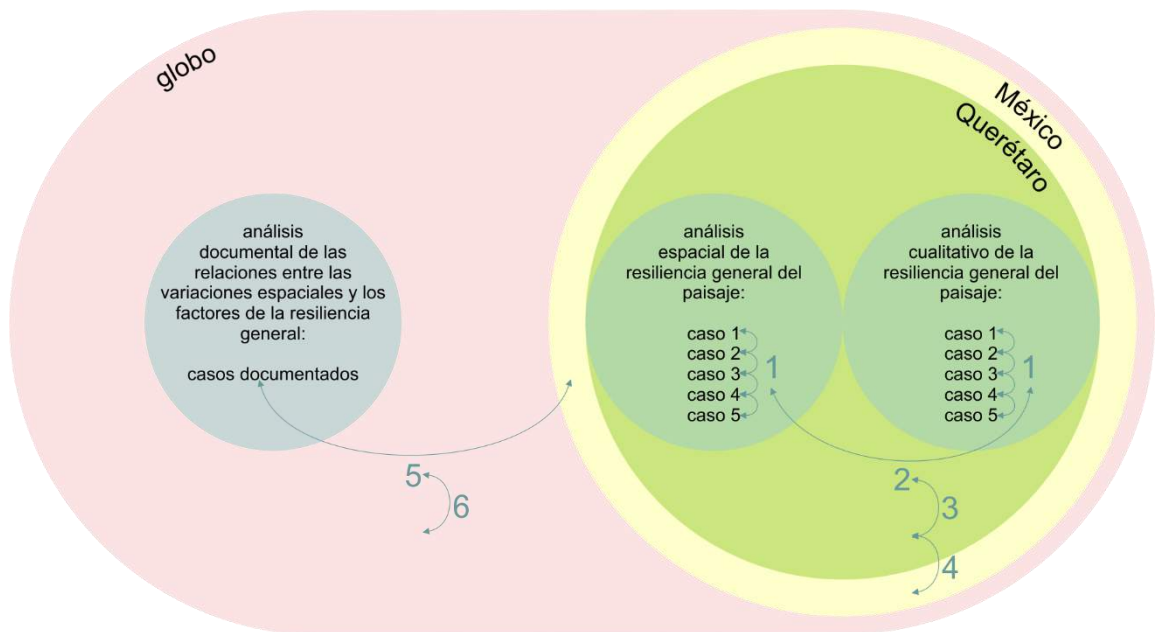 globo
México
Querétaro
análisis
documental de las
relaciones entre las
variaciones espaciales y los
factores de la resiliencia
general:
casos documentados
análisis
espacial de la
resiliencia general del
paisaje:
caso 1
caso 2
caso 3
caso 4
caso 5
1
análisis
cualitativo de la
resiliencia general del
paisaje:
caso 1
caso 2
caso 3
caso 4
caso 5
1
5
6
2
3
4